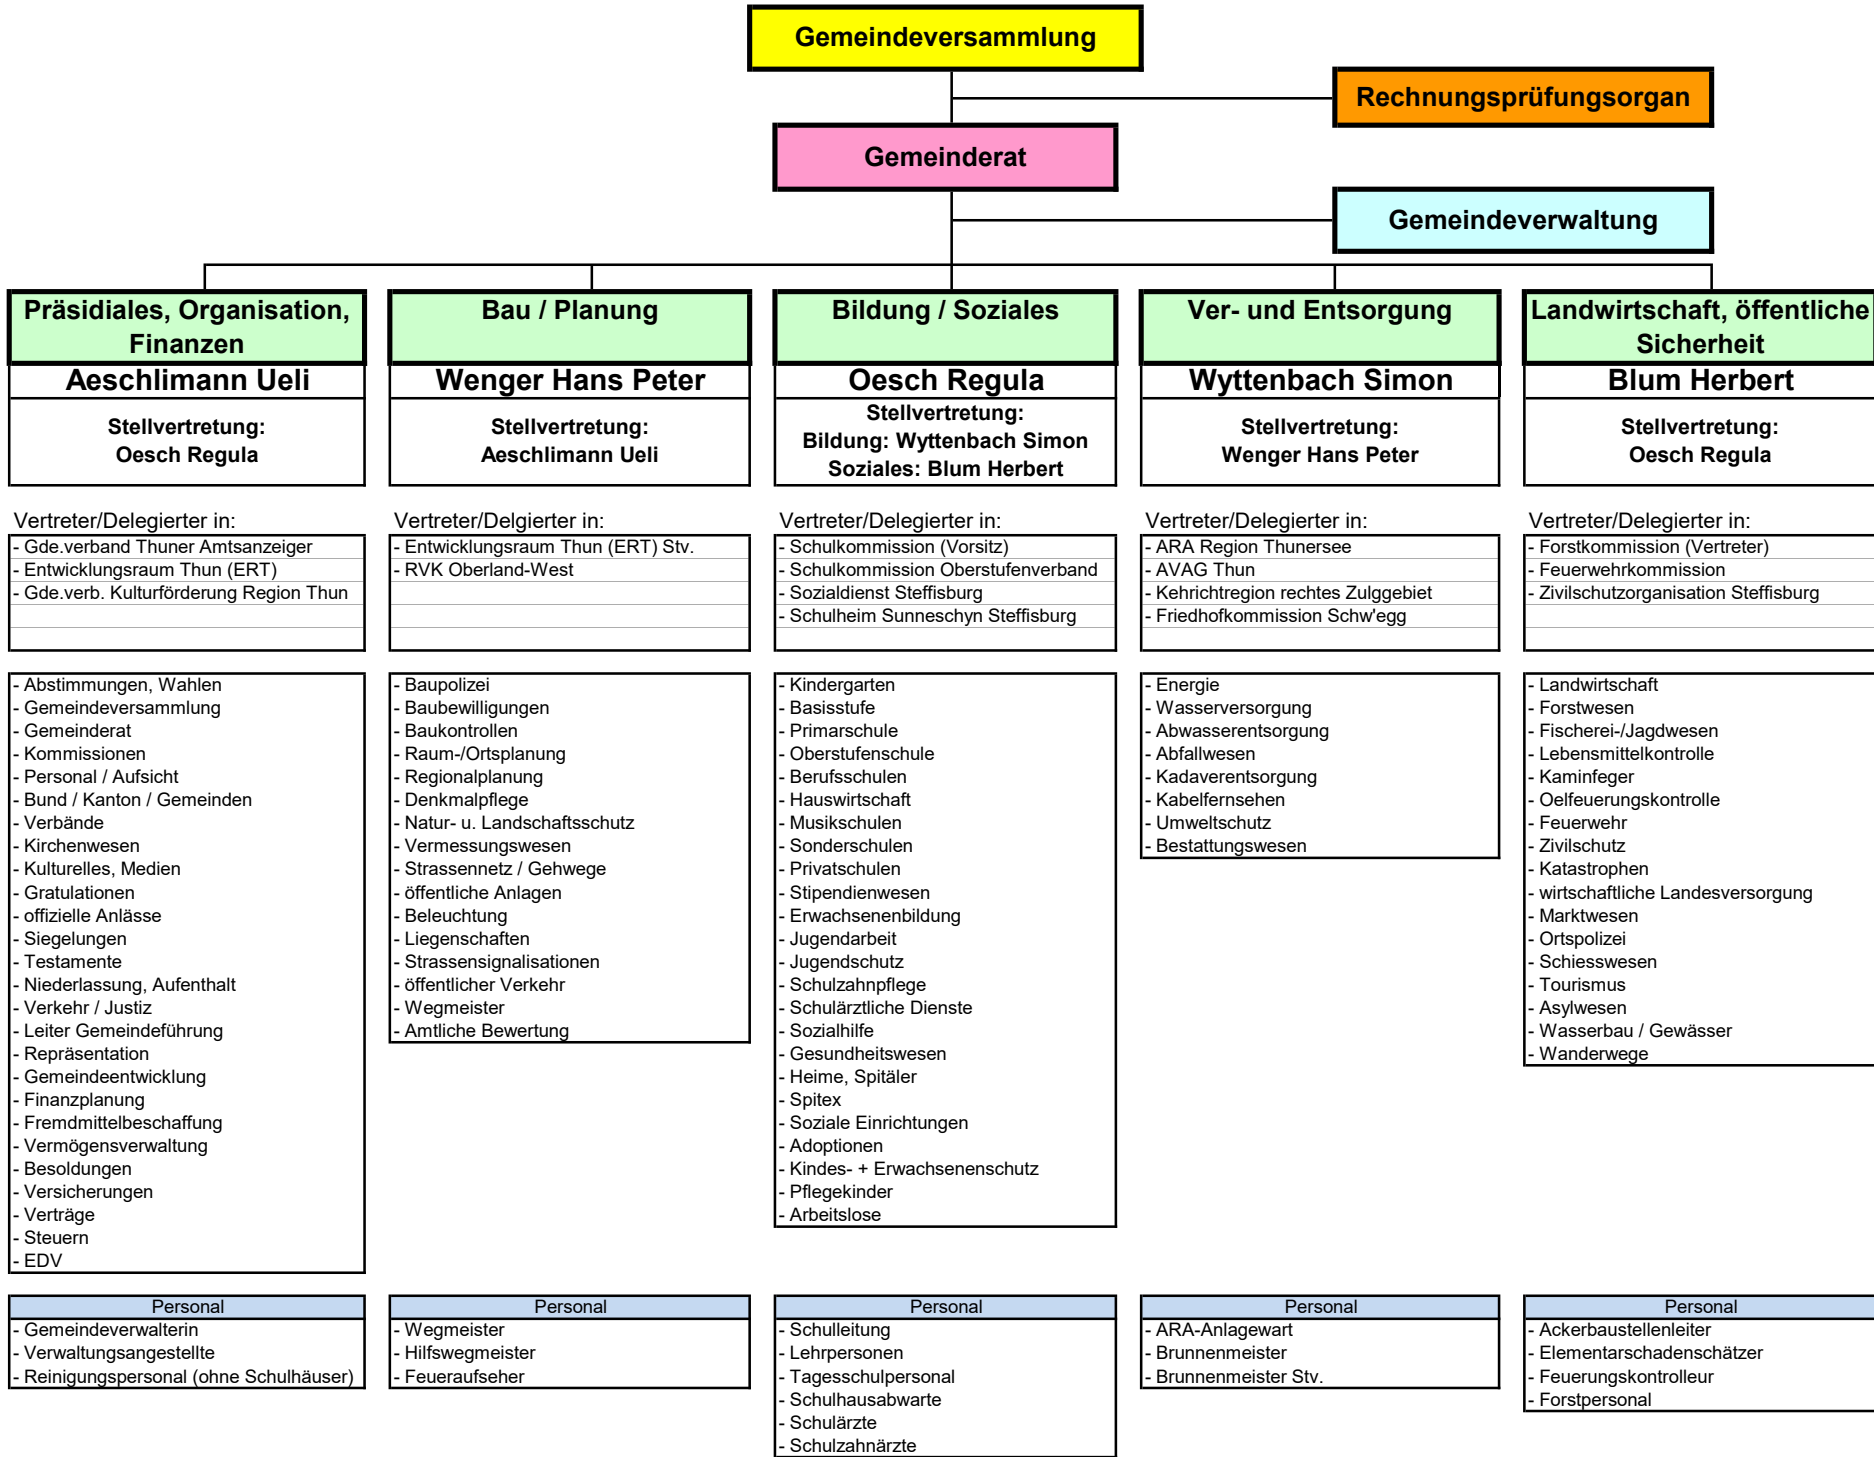 Gemeindeversammlung
Rechnungsprüfungsorgan
Gemeinderat
Gemeindeverwaltung
Präsidiales, Organisation,
Finanzen
Aeschlimann Ueli
Stellvertretung:
Oesch Regula
Vertreter/Delegierter in:
- Gde.verband Thuner Amtsanzeiger
- Entwicklungsraum Thun (ERT)
- Gde.verb. Kulturförderung Region Thun
- Abstimmungen, Wahlen
- Gemeindeversammlung
- Gemeinderat
- Kommissionen
- Personal / Aufsicht
- Bund / Kanton / Gemeinden
- Verbände
- Kirchenwesen
- Kulturelles, Medien
- Gratulationen
- offizielle Anlässe
- Siegelungen
- Testamente
- Niederlassung, Aufenthalt
- Verkehr / Justiz
- Leiter Gemeindeführung
- Repräsentation
- Gemeindeentwicklung
- Finanzplanung
- Fremdmittelbeschaffung
- Vermögensverwaltung
- Besoldungen
- Versicherungen
- Verträge
- Steuern
- EDV
Personal
- Gemeindeverwalterin
- Verwaltungsangestellte
- Reinigungspersonal (ohne Schulhäuser)
Bau / Planung
Wenger Hans Peter
Stellvertretung:
Aeschlimann Ueli
Vertreter/Delgierter in:
- Entwicklungsraum Thun (ERT) Stv.
- RVK Oberland-West
- Baupolizei
- Baubewilligungen
- Baukontrollen
- Raum-/Ortsplanung
- Regionalplanung
- Denkmalpflege
- Natur- u. Landschaftsschutz
- Vermessungswesen
- Strassennetz / Gehwege
- öffentliche Anlagen
- Beleuchtung
- Liegenschaften
- Strassensignalisationen
- öffentlicher Verkehr
- Wegmeister
- Amtliche Bewertung
Personal
- Wegmeister
- Hilfswegmeister
- Feueraufseher
Bildung / Soziales
Oesch Regula
Stellvertretung:
Bildung: Wyttenbach Simon
Soziales: Blum Herbert
Vertreter/Delegierter in:
- Schulkommission (Vorsitz)
- Schulkommission Oberstufenverband
- Sozialdienst Steffisburg
- Schulheim Sunneschyn Steffisburg
- Kindergarten
- Basisstufe
- Primarschule
- Oberstufenschule
- Berufsschulen
- Hauswirtschaft
- Musikschulen
- Sonderschulen
- Privatschulen
- Stipendienwesen
- Erwachsenenbildung
- Jugendarbeit
- Jugendschutz
- Schulzahnpflege
- Schulärztliche Dienste
- Sozialhilfe
- Gesundheitswesen
- Heime, Spitäler
- Spitex
- Soziale Einrichtungen
- Adoptionen
- Kindes- + Erwachsenenschutz
- Pflegekinder
- Arbeitslose
Personal
- Schulleitung
- Lehrpersonen
- Tagesschulpersonal
- Schulhausabwarte
- Schulärzte
- Schulzahnärzte
Ver- und Entsorgung
Wyttenbach Simon
Stellvertretung:
Wenger Hans Peter
Vertreter/Delegierter in:
- ARA Region Thunersee
- AVAG Thun
- Kehrichtregion rechtes Zulggebiet
- Friedhofkommission Schw'egg
- Energie
- Wasserversorgung
- Abwasserentsorgung
- Abfallwesen
- Kadaverentsorgung
- Kabelfernsehen
- Umweltschutz
- Bestattungswesen
Personal
- ARA-Anlagewart
- Brunnenmeister
- Brunnenmeister Stv.
Landwirtschaft, öffentliche
Sicherheit
Blum Herbert
Stellvertretung:
Oesch Regula
Vertreter/Delegierter in:
- Forstkommission (Vertreter)
- Feuerwehrkommission
- Zivilschutzorganisation Steffisburg
- Landwirtschaft
- Forstwesen
- Fischerei-/Jagdwesen
- Lebensmittelkontrolle
- Kaminfeger
- Oelfeuerungskontrolle
- Feuerwehr
- Zivilschutz
- Katastrophen
- wirtschaftliche Landesversorgung
- Marktwesen
- Ortspolizei
- Schiesswesen
- Tourismus
- Asylwesen
- Wasserbau / Gewässer
- Wanderwege
Personal
- Ackerbaustellenleiter
- Elementarschadenschätzer
- Feuerungskontrolleur
- Forstpersonal